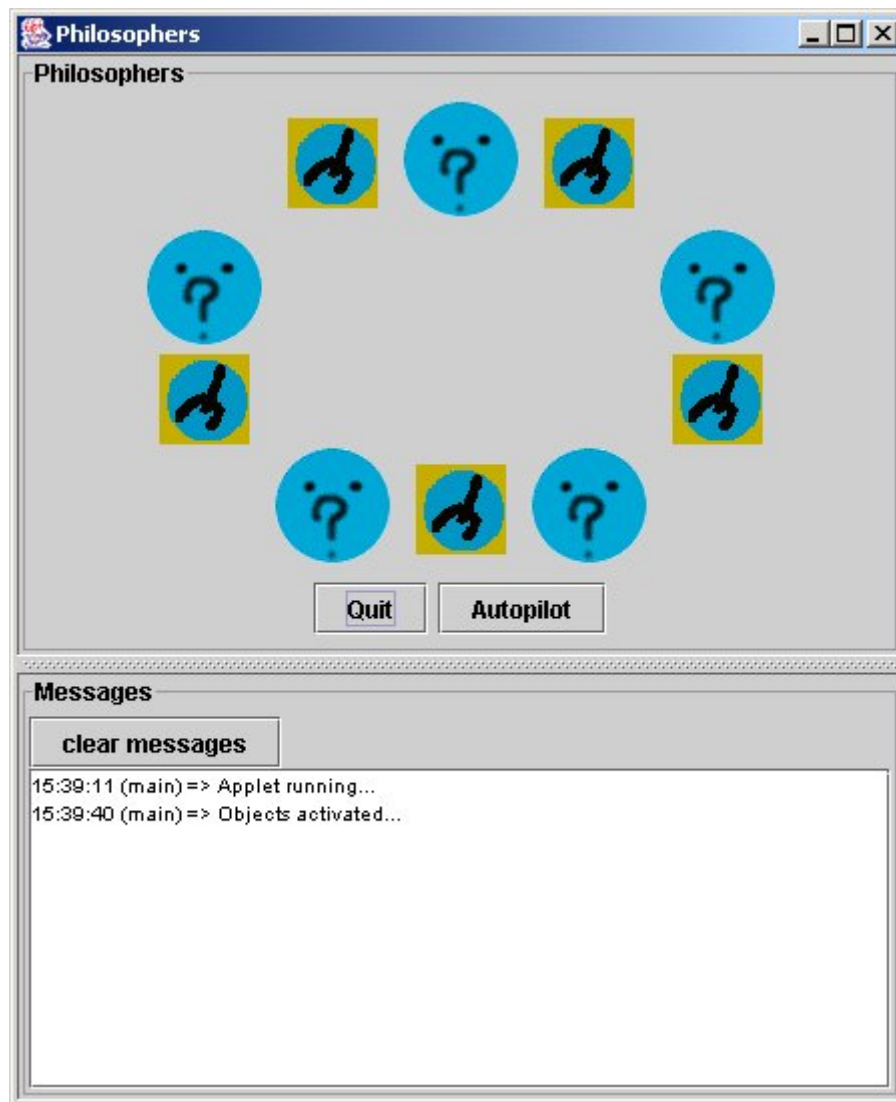 Philosophers
Philosophers
?
? ?
? ?
Quit Autopilot
Messages
clear messages
15:39:11 (main) => Applet running...
15:39:40 (main) => Objects activated...